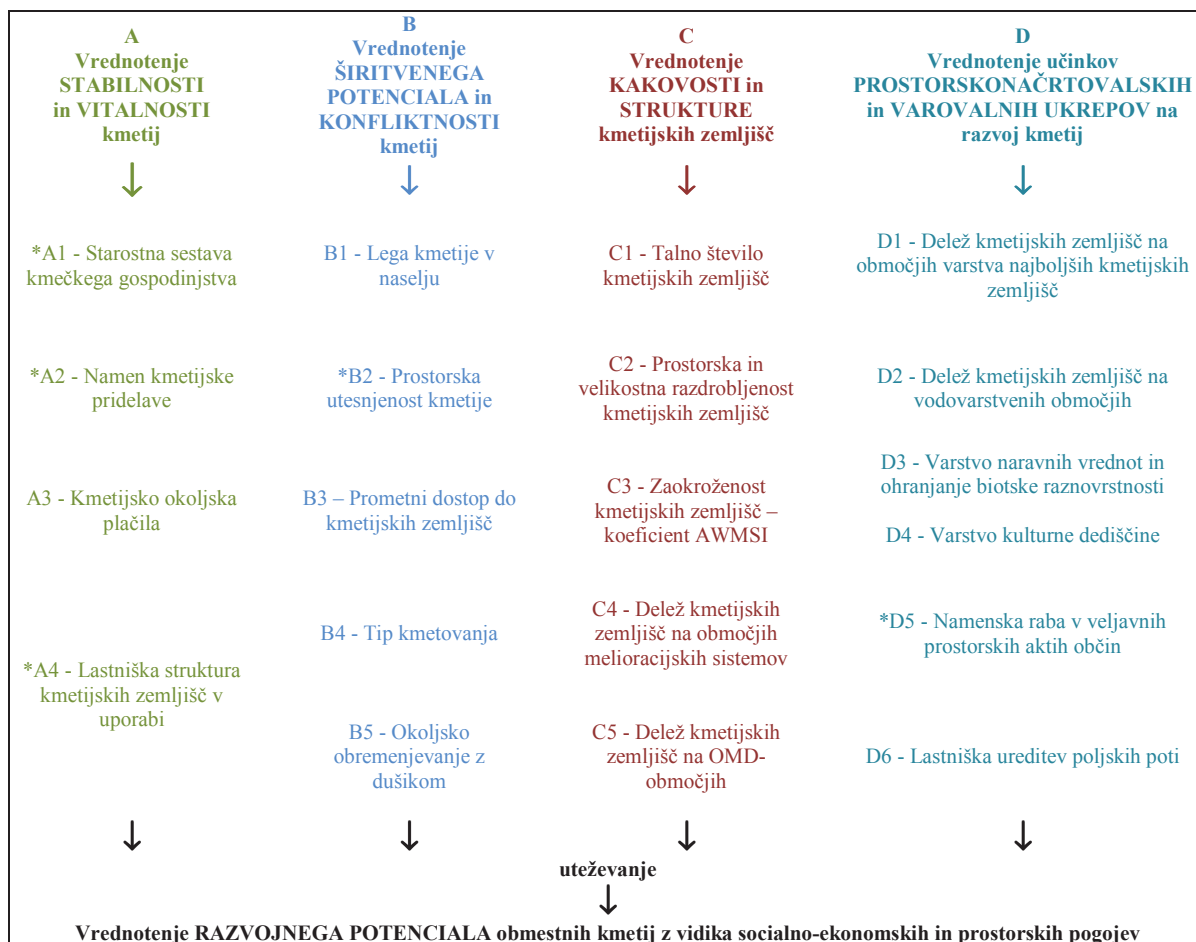 A
Vrednotenje
STABILNOSTI
in VITALNOSTI
kmetij
*A1 - Starostna sestava
kmečkega gospodinjstva
*A2 - Namen kmetijske
pridelave
A3 - Kmetijsko okoljska
plačila
*A4 – Lastniška struktura
kmetijskih zemljišč v
uporabi
B
Vrednotenje
ŠIRITVENEGA
POTENCIALA in
KONFLIKTNOSTI
kmetij
B1 - Lega kmetije v
naselju
*B2 - Prostorska
utesnjenost kmetije
B3 – Prometni dostop do
kmetijskih zemljišč
B4 - Tip kmetovanja
B5 - Okoljsko
obremenjevanje z
dušikom
C
Vrednotenje
KAKOVOSTI in
STRUKTURE
kmetijskih zemljišč
C1 - Talno število
kmetijskih zemljišč
C2 - Prostorska in
velikostna razdrobljenost
kmetijskih zemljišč
C3 - Zaokroženost
kmetijskih zemljišč –
koeficient AWMSI
C4 - Delež kmetijskih
zemljišč na območjih
melioracijskih sistemov
C5 - Delež kmetijskih
zemljišč na OMD-
območjih
D
Vrednotenje učinkov
PROSTORSKONAČRTOVALSKIH
in VAROVALNIH UKREPOV na
razvoj kmetij
D1 - Delež kmetijskih zemljišč na
območjih varstva najboljših kmetijskih
zemljišč
D2 - Delež kmetijskih zemljišč na
vodovarstvenih območjih
D3 - Varstvo naravnih vrednot in
ohranjanje biotske raznovrstnosti
D4 - Varstvo kulturne dediščine
*D5 - Namenska raba v veljavnih
prostorskih aktih občin
D6 - Lastniška ureditev poljskih poti
uteževanje
Vrednotenje RAZVOJNEGA POTENCIALA obmestnih kmetij z vidika socialno-ekonomskih in prostorskih pogojev